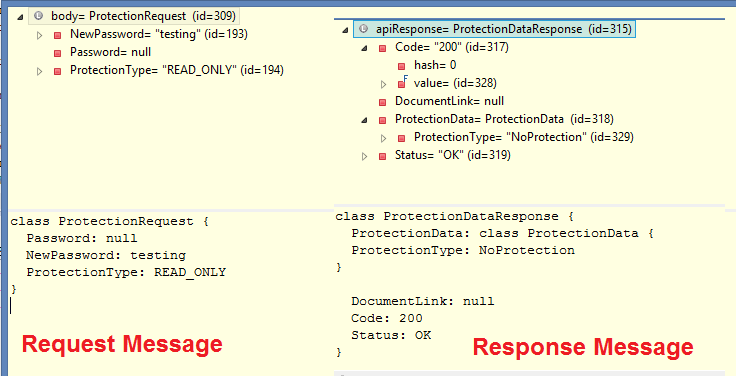 body= ProtectionRequest (id=309)
NewPassword= "testing" (id=193)
Password= null
ProtectionType= "READ_ONLY" (id=194)
apiResponse= ProtectionDataResponse (id=315)
Code= "200" (id=317)
hash= 0
F value= (id=328)
DocumentLink= null
ProtectionData= ProtectionData (id=318)
ProtectionType= "NoProtection" (id=329)
Status= "OK" (id=319)
class ProtectionRequest {
Password: null
NewPassword: testing
ProtectionType: READ_ONLY
}
Request Message
class ProtectionDataResponse {
ProtectionData: class ProtectionData {
ProtectionType: NoProtection
}
DocumentLink: null
Code: 200
Status: OK
}
Response Message